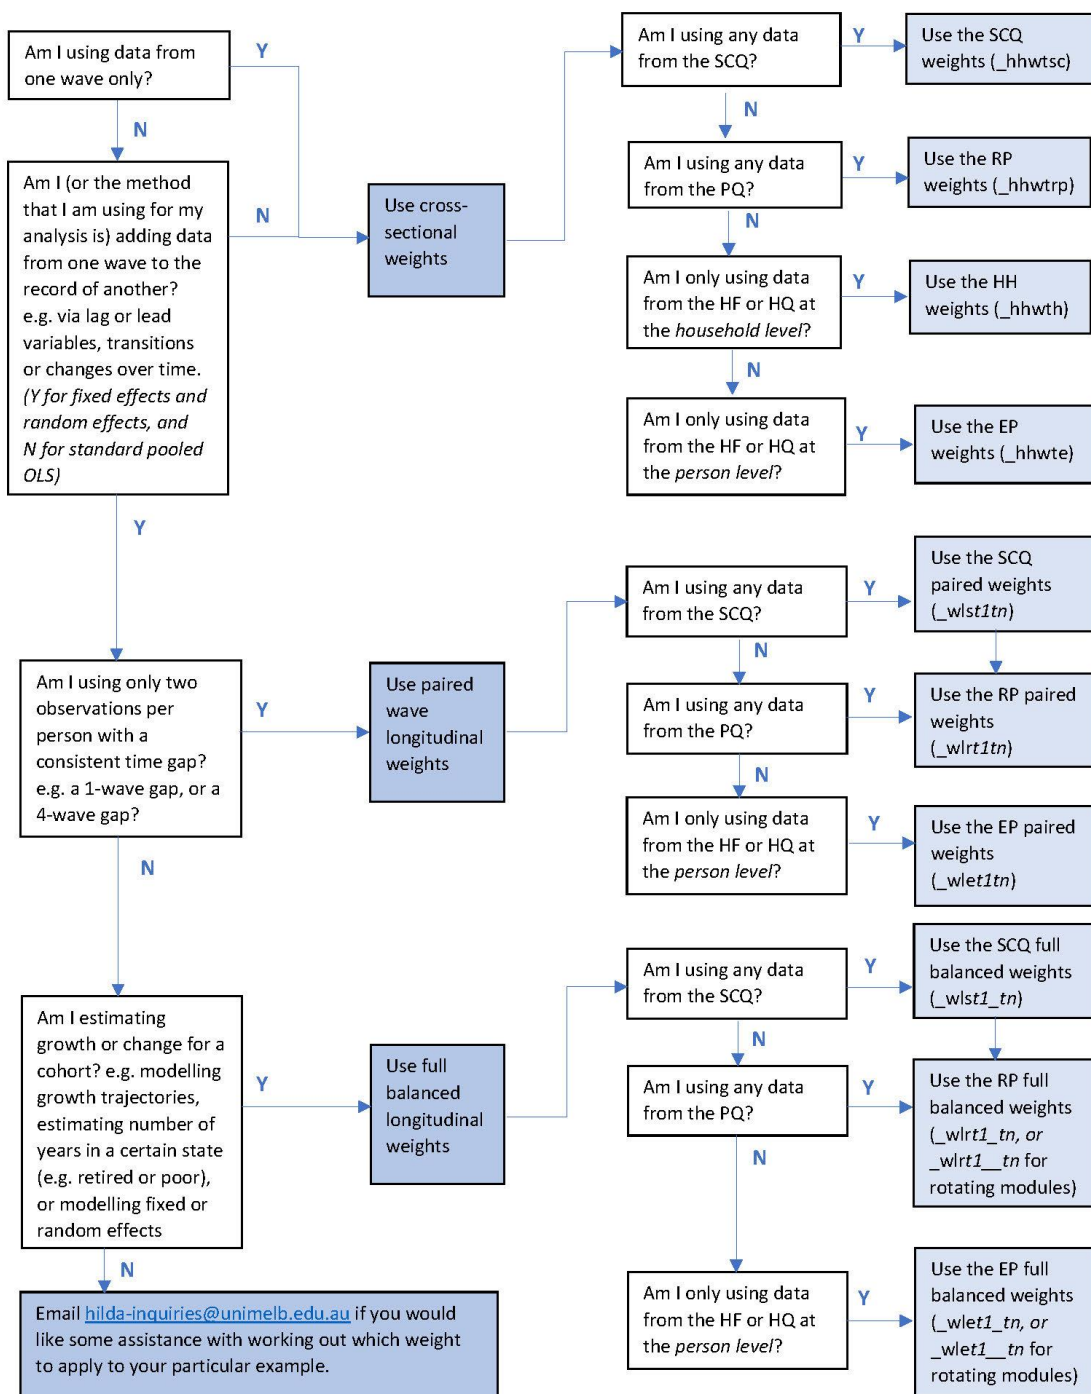 Am I using data from
one wave only?
Y
N
Am I (or the method
that I am using for my
analysis is) adding data
from one wave to the
record of another?
e.g. via lag or lead
variables, transitions
or changes over time.
(Y for fixed effects and
random effects, and
N for standard pooled
OLS)
N
Y
Use cross-
sectional
weights
Am I using any data
from the SCQ?
Y
Use the SCQ
weights (_hhwtsc)
N
Am I using any data
from the PQ?
Y
Use the RP
weights (_hhwtrp)
N
Am I only using data
from the HF or HQ at
the household level?
Y
Use the HH
weights (_hhwth)
N
Am I only using data
from the HF or HQ at
the person level?
Y
Use the EP
weights (_hhwte)
Am I using only two
observations per
person with a
consistent time gap?
e.g. a 1-wave gap, or a
4-wave gap?
Y
N
Use paired
wave
longitudinal
weights
Am I using any data
from the SCQ?
Y
Use the SCQ
paired weights
(_wlst1tn)
N
Am I using any data
from the PQ?
Y
Use the RP paired
weights
(_wlrt1tn)
N
Am I only using data
from the HF or HQ at
the person level?
Y
Use the EP paired
weights
(_wlet1tn)
Am I estimating
growth or change for a
cohort? e.g. modelling
growth trajectories,
estimating number of
years in a certain state
(e.g. retired or poor),
or modelling fixed or
random effects
Y
N
Use full
balanced
longitudinal
weights
Am I using any data
from the SCQ?
Y
Use the SCQ full
balanced weights
(_wlst1_tn)
N
Am I using any data
from the PQ?
Y
Use the RP full
balanced weights
(_wlrt1_tn, or
_wlrt1__tn for
rotating modules)
N
Am I only using data
from the HF or HQ at
the person level?
Y
Use the EP full
balanced weights
(_wlet1_tn, or
_wlet1__tn for
rotating modules)
Email hilda-inquiries@unimelb.edu.au if you would
like some assistance with working out which weight
to apply to your particular example.